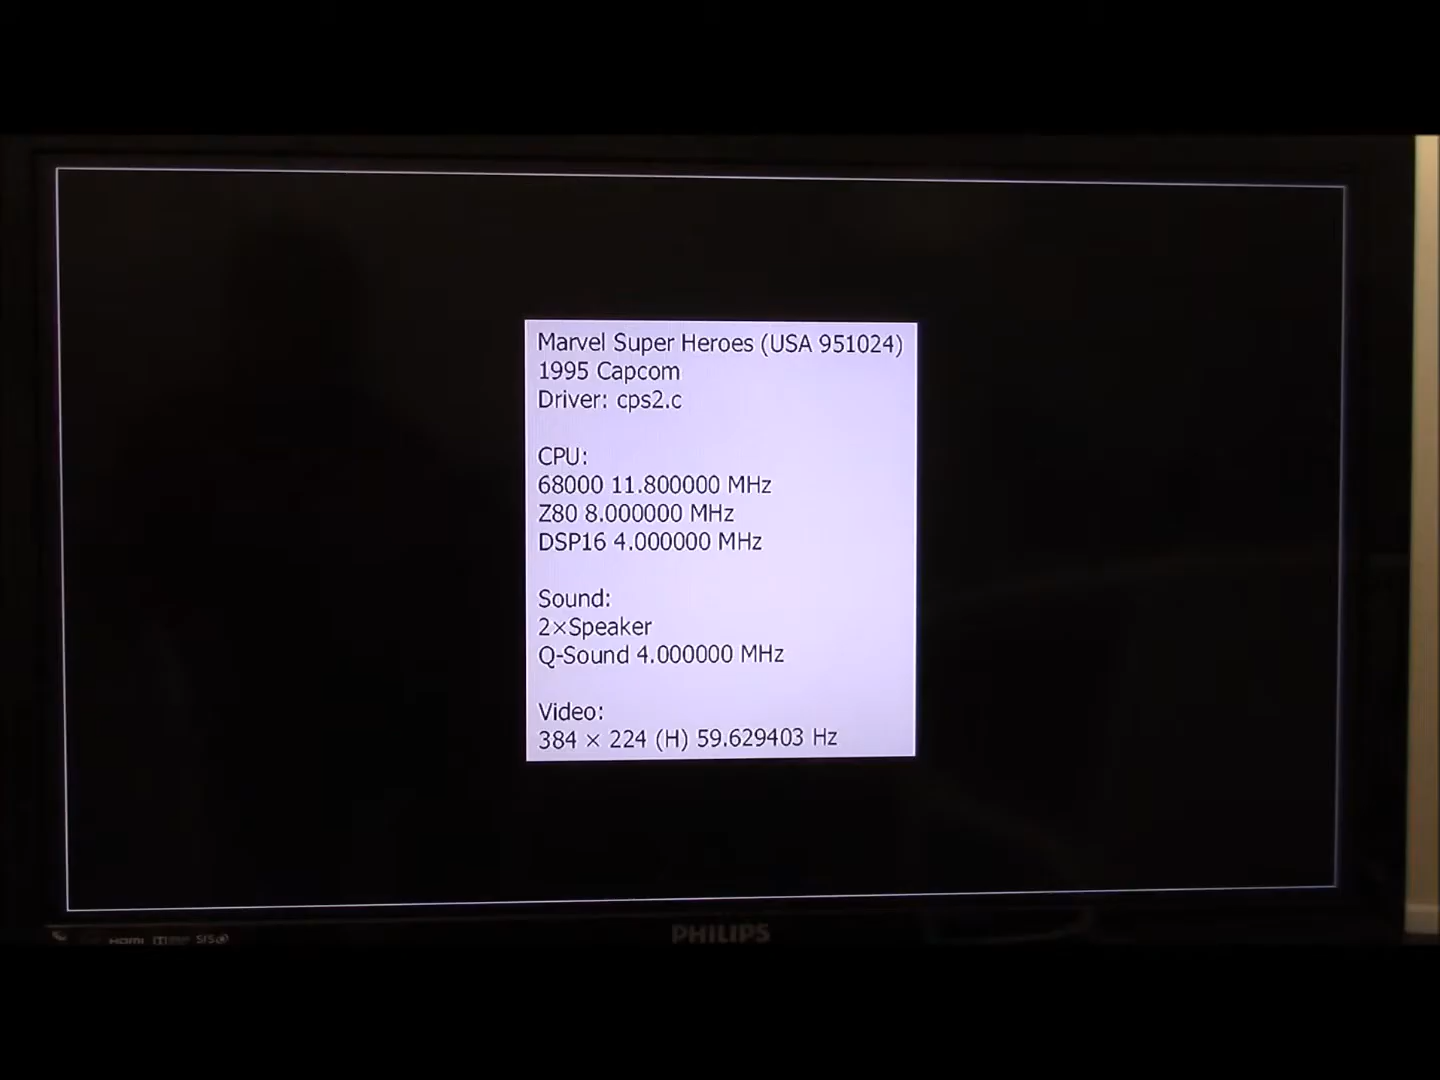 Marvel Super Heroes (USA 951024)
1995 Capcom
Driver: cps2.c
CPU:
68000 11.800000 MHz
Z80 8.000000 MHz
DSP16 4.000000 MHz
Sound:
2×Speaker
Q-Sound 4.000000 MHz
Video:
384 × 224 (H) 59.629403 Hz
HDMI
PHILIPS